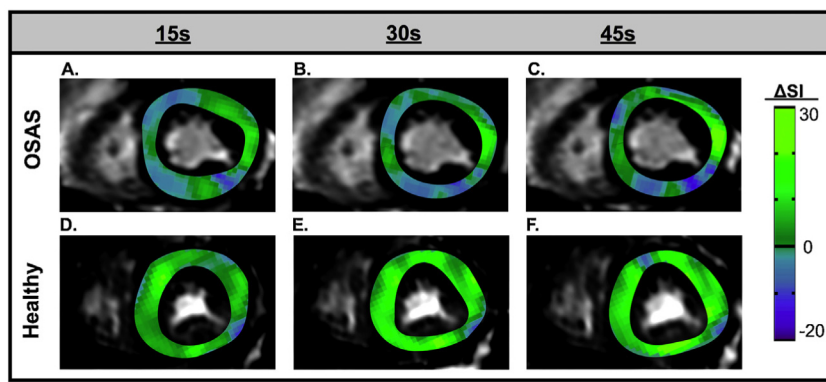 15s 30s 45s
A. B. C. ΔSI
OSAS
30
D. E. F.
0
Healthy
-20